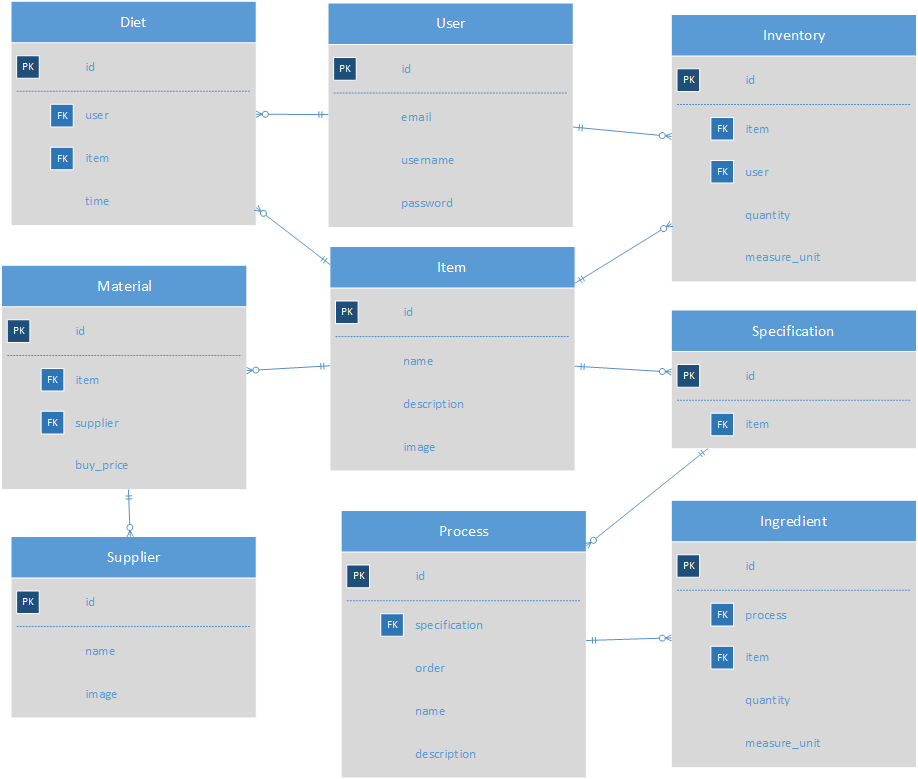 Diet
PK id
FK user
FK item
time
User
PK id
email
username
password
Inventory
PK id
FK item
FK user
quantity
measure_unit
Material
PK id
FK item
FK supplier
buy_price
Item
PK id
name
description
image
Specification
PK id
FK item
Supplier
PK id
name
image
Process
PK id
FK specification
order
name
description
Ingredient
PK id
FK process
FK item
quantity
measure_unit